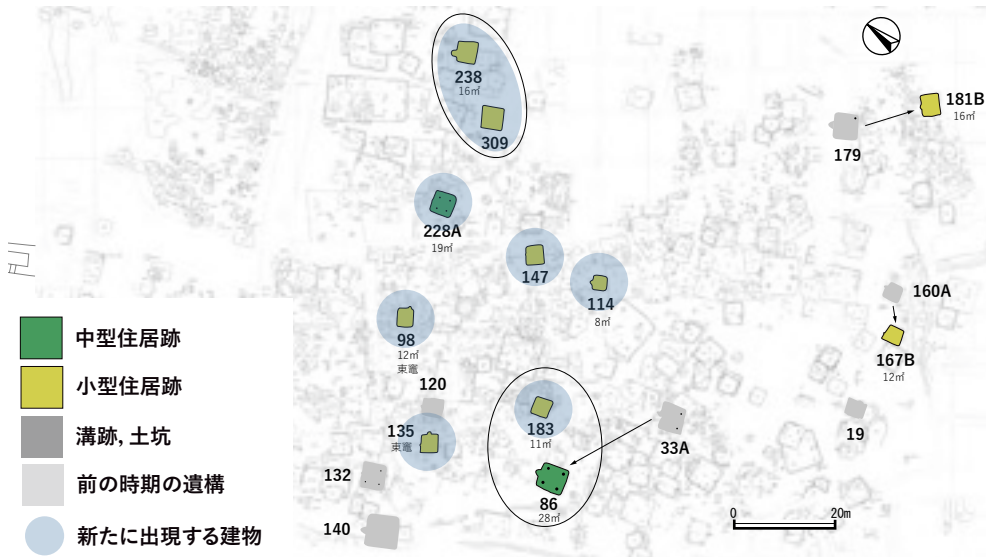 238
16㎡
309
181B
16㎡
179
228A
19㎡
147
114
8㎡
160A
167B
12㎡
98
12㎡
東竈
120
135
東竈
183
11㎡
33A
19
132
86
28㎡
140
0 20m
中型住居跡
小型住居跡
溝跡, 土坑
前の時期の遺構
新たに出現する建物